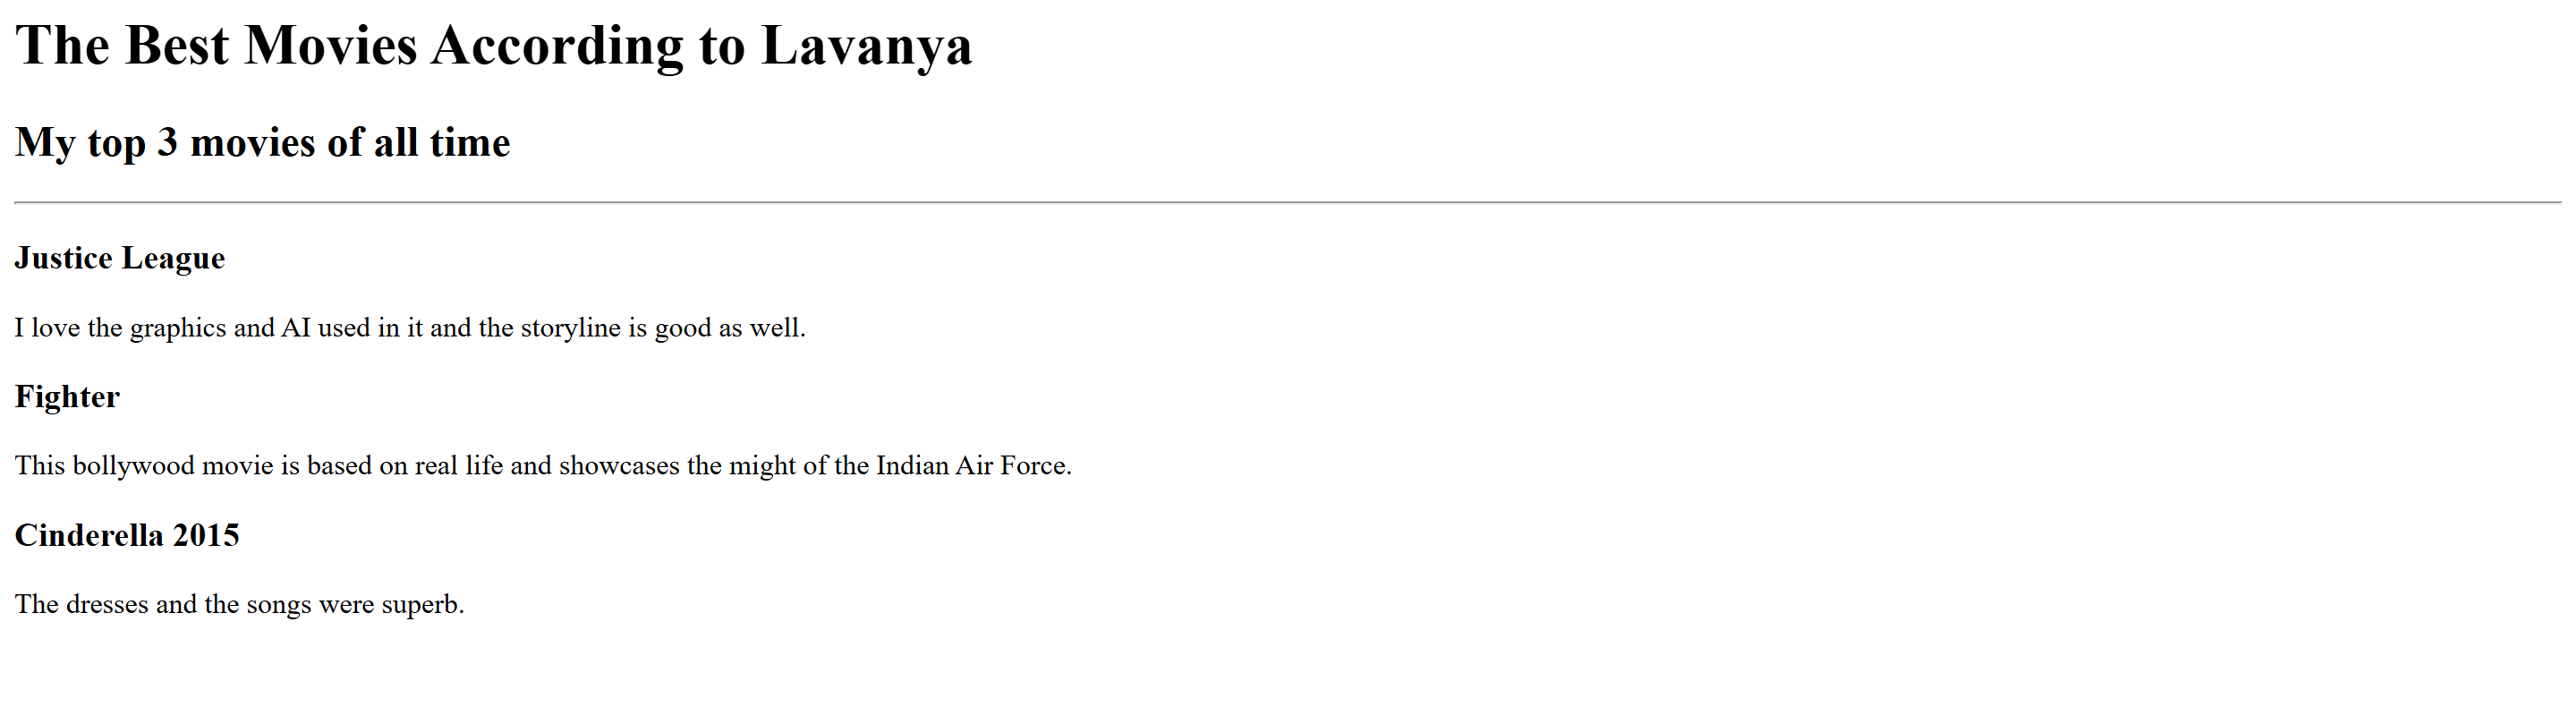 The Best Movies According to Lavanya
My top 3 movies of all time
Justice League
I love the graphics and AI used in it and the storyline is good as well.
Fighter
This bollywood movie is based on real life and showcases the might of the Indian Air Force.
Cinderella 2015
The dresses and the songs were superb.